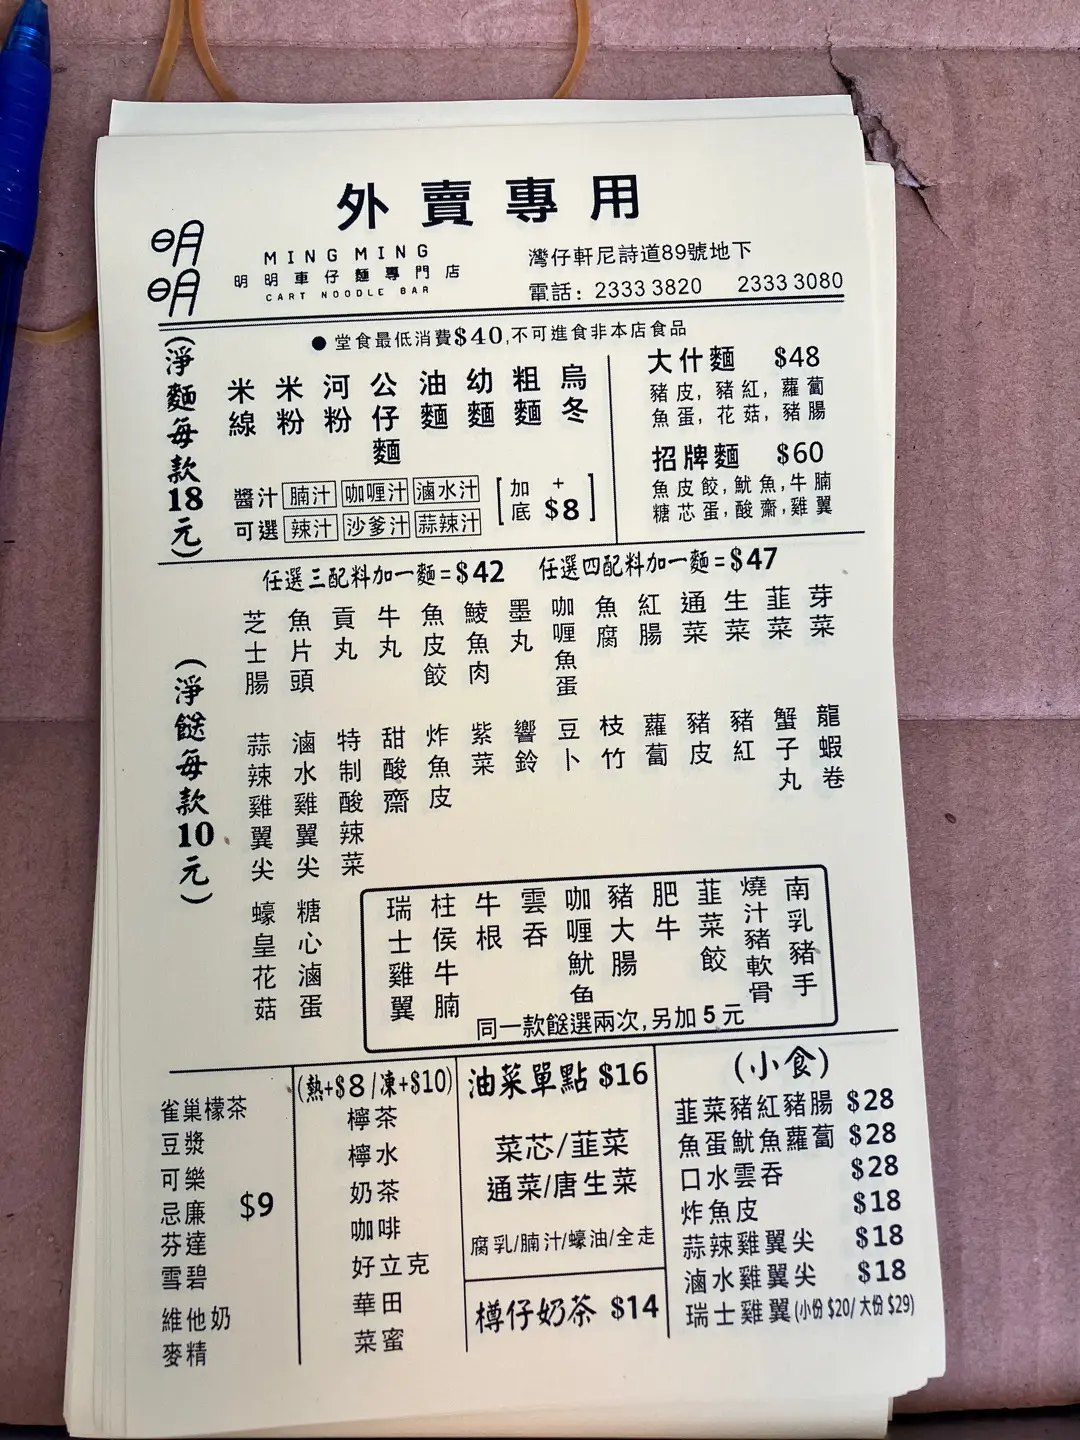 外賣專用
明明
MING MING
明明車仔麵專門店
CART NOODLE BAR
灣仔軒尼詩道89號地下
電話：2333 3820 2333 3080
●堂食最低消費$40,不可進食非本店食品
(淨麵每款18元)
米線 米粉 河粉 公仔麵 油麵 幼麵 粗麵 烏冬
醬汁可選
腩汁 咖喱汁 滷水汁
辣汁 沙爹汁 蒜辣汁
[加底 +$8]
大什麵 $48
豬皮,豬紅,蘿蔔
魚蛋,花菇,豬腸
招牌麵 $60
魚皮餃,魷魚,牛腩
糖芯蛋,酸齋,雞翼
任選三配料加一麵=$42 任選四配料加一麵=$47
(淨餸每款10元)
芝士腸 魚片頭 貢丸 牛丸 魚皮餃 鯪魚肉 墨丸 咖喱魚蛋 魚腐 紅腸 通菜 生菜 韮菜 芽菜
蒜辣雞翼尖 滷水雞翼尖 特制酸辣菜 甜酸齋 炸魚皮 紫菜 響鈴 豆卜 枝竹 蘿蔔 豬皮 豬紅 蟹子丸 龍蝦卷
蠔皇花菇 糖心滷蛋
瑞士雞翼 柱侯牛腩 牛根 雲吞 咖喱魷魚 豬大腸 肥牛 韮菜餃 燒汁豬軟骨 南乳豬手
同一款餸選兩次,另加5元
雀巢檬茶
豆漿
可樂
忌廉
芬達
雪碧
維他奶
麥精
$9
(熱+$8/凍+$10)
檸茶
檸水
奶茶
咖啡
好立克
華田
菜蜜
油菜單點 $16
菜芯/韮菜
通菜/唐生菜
腐乳/腩汁/蠔油/全走
樽仔奶茶 $14
(小食)
韮菜豬紅豬腸 $28
魚蛋魷魚蘿蔔 $28
口水雲吞 $28
炸魚皮 $18
蒜辣雞翼尖 $18
滷水雞翼尖 $18
瑞士雞翼(小份$20/大份$29)